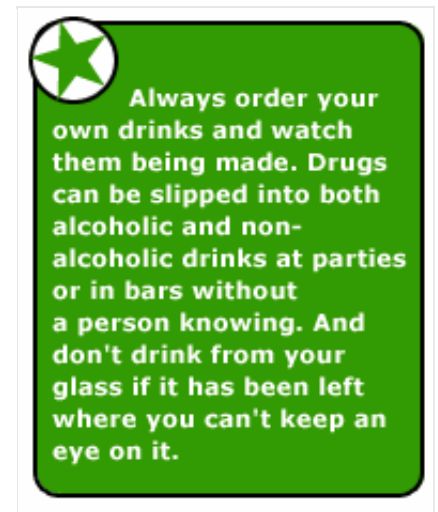 Always order your
own drinks and watch
them being made. Drugs
can be slipped into both
alcoholic and non-
alcoholic drinks at parties
or in bars without
a person knowing. And
don't drink from your
glass if it has been left
where you can't keep an
eye on it.